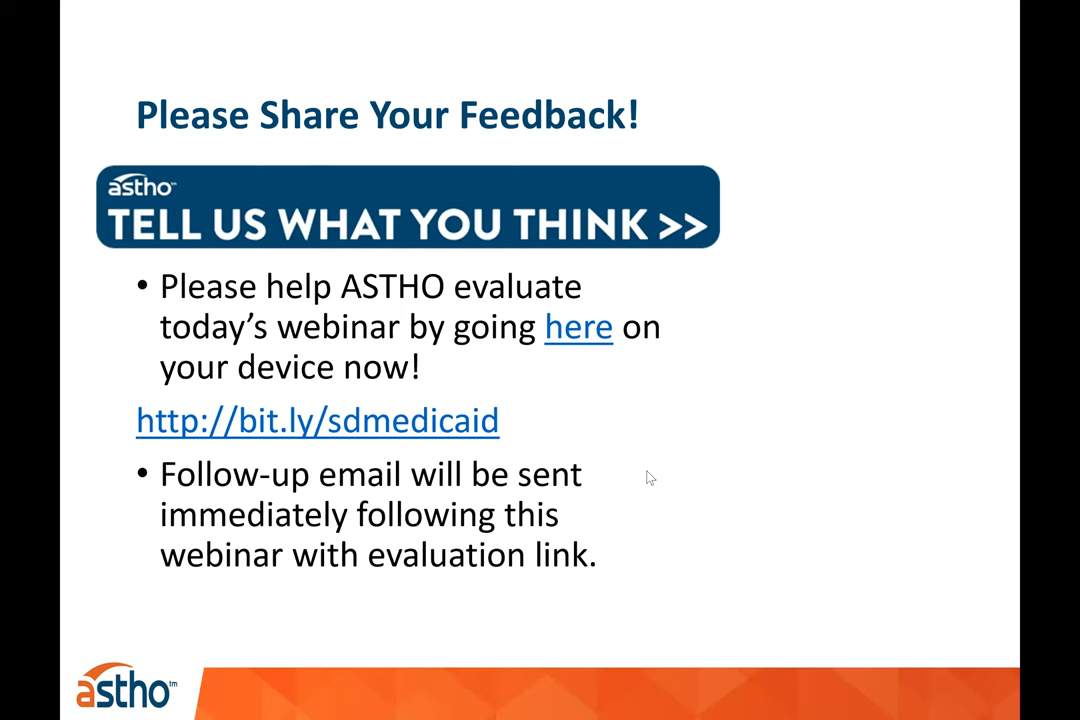 Please Share Your Feedback!
astho™
TELL US WHAT YOU THINK >>
• Please help ASTHO evaluate
today’s webinar by going here on
your device now!
http://bit.ly/sdmedicaid
• Follow-up email will be sent
immediately following this
webinar with evaluation link.
astho™